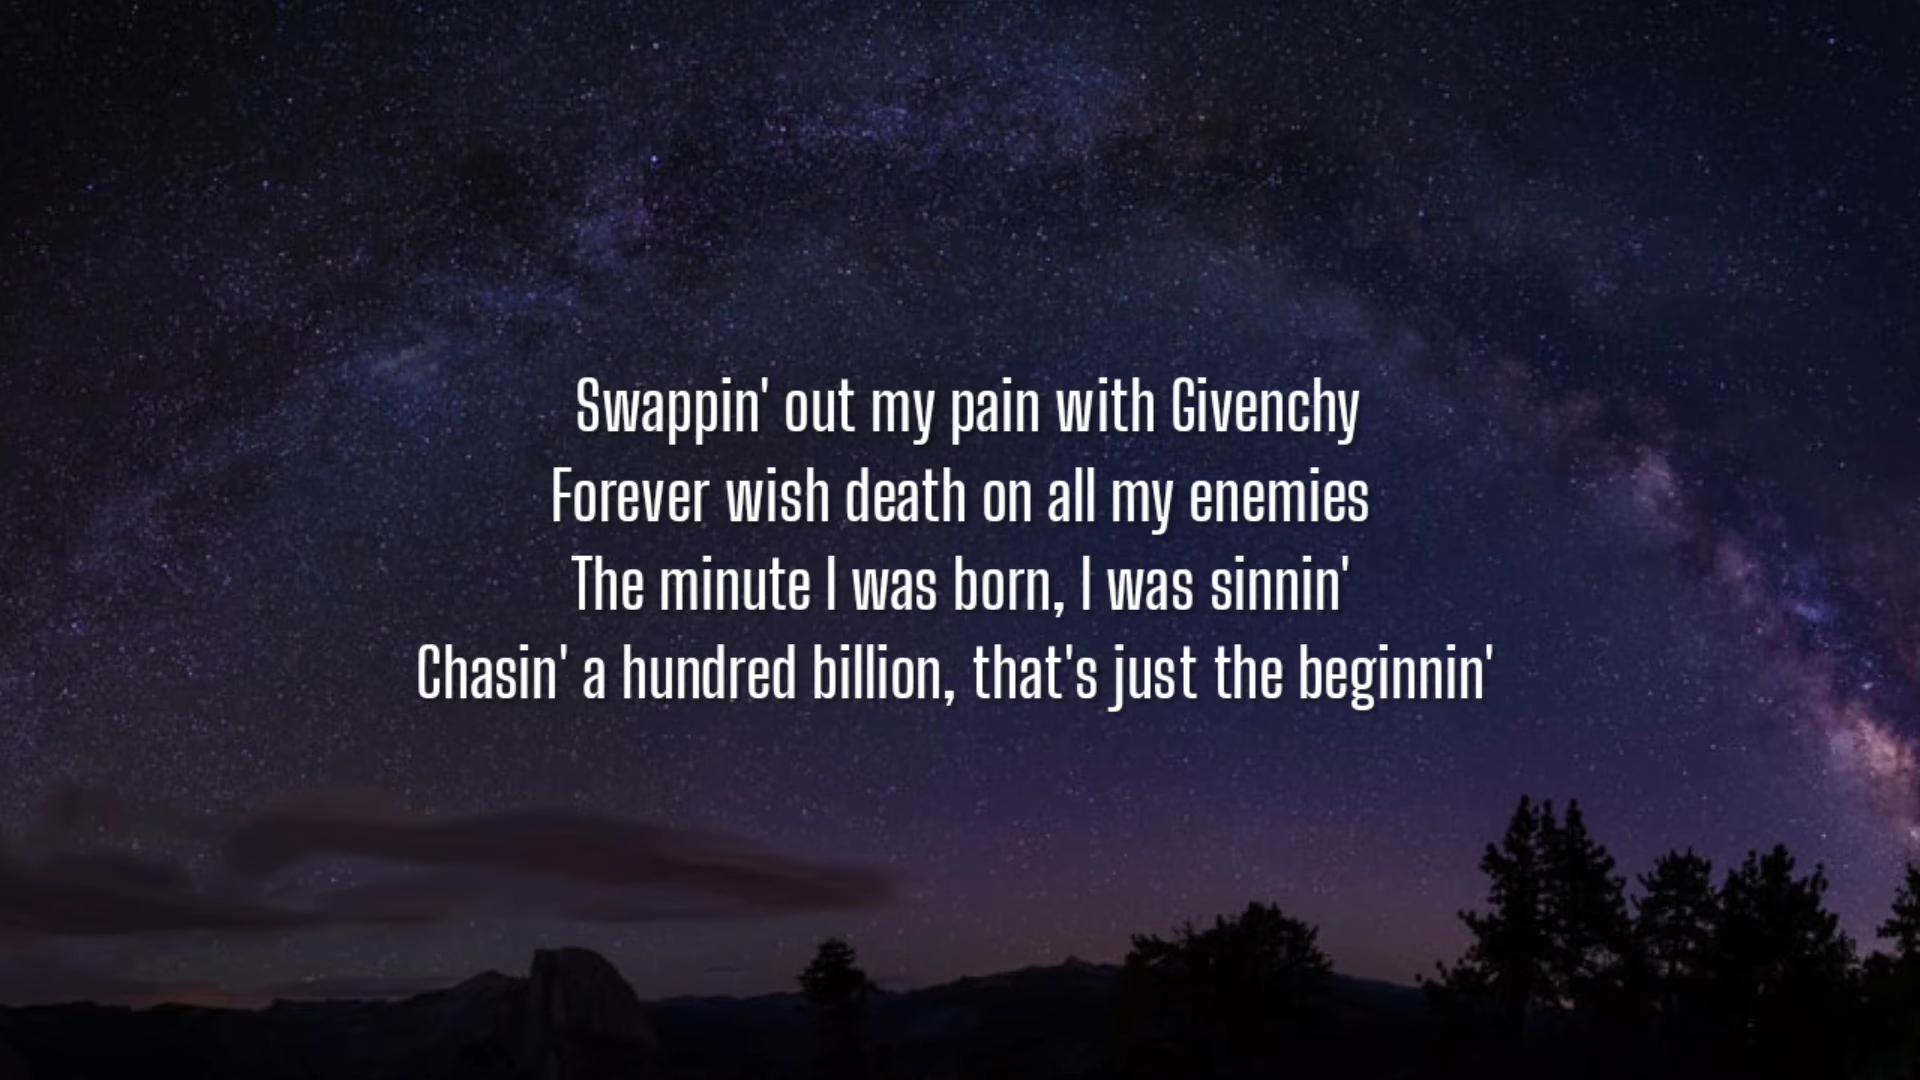 Swappin' out my pain with Givenchy
Forever wish death on all my enemies
The minute I was born, I was sinnin'
Chasin' a hundred billion, that's just the beginnin'